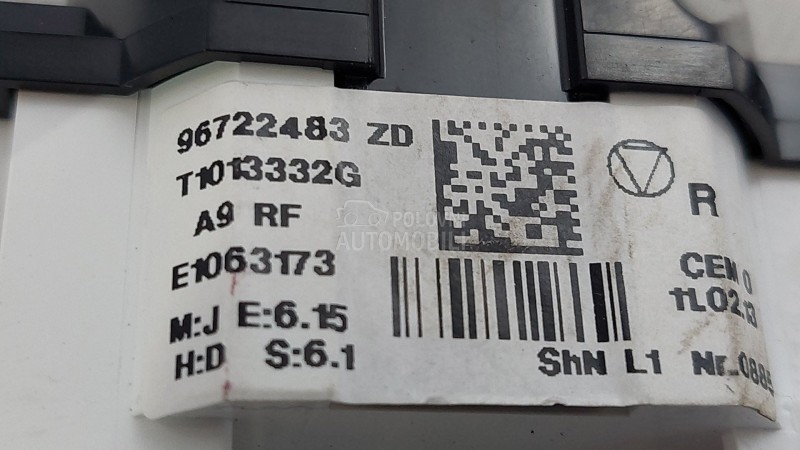 96722483 ZD
T1013332G
A9 RF
E1063173
M:J E:6.15
H:D S:6.1
R
CEM 0
ShN L1
POLOVNI
AUTOMOBILI